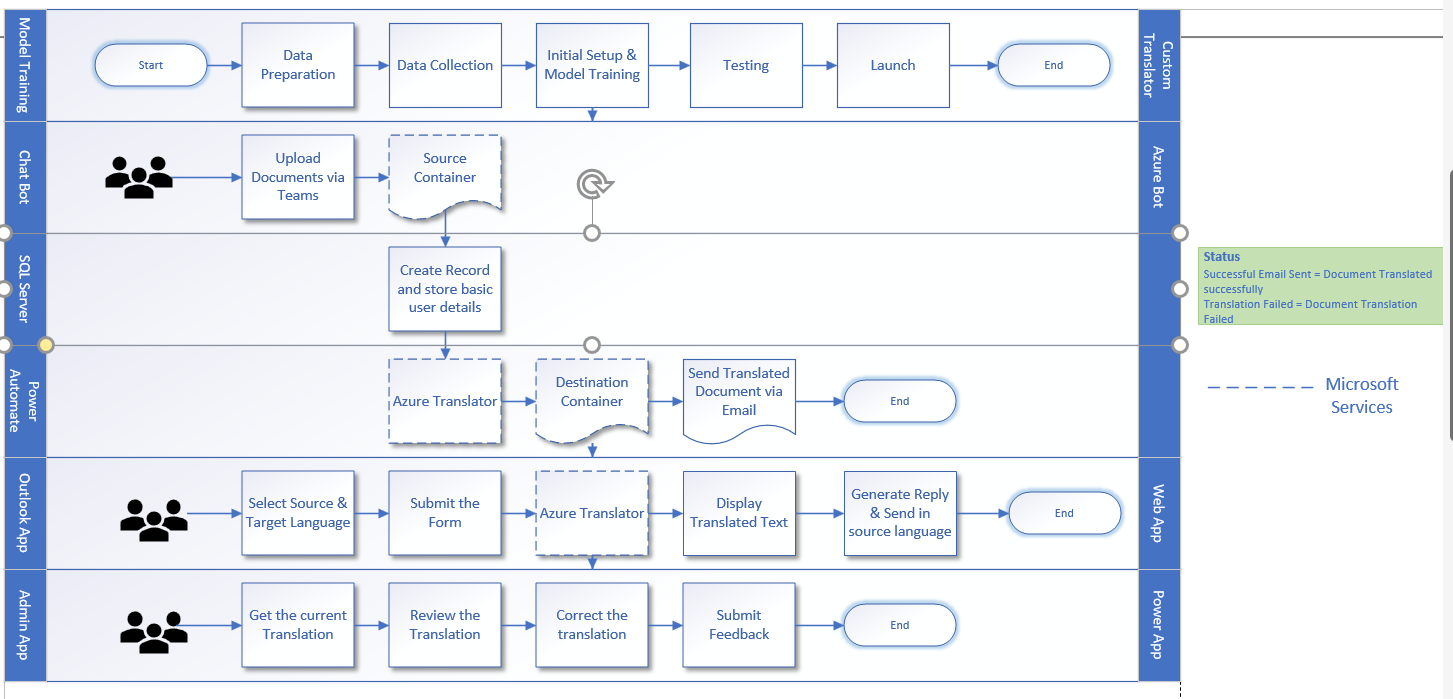 Model Training
Start
Data
Preparation
Data Collection
Initial Setup &
Model Training
Testing
Launch
End
Custom
Translator
Chat Bot
Upload
Documents via
Teams
Source
Container
Azure Bot
SQL Server
Create Record
and store basic
user details
Status
Successful Email Sent = Document Translated
successfully
Translation Failed = Document Translation
Failed
Power
Automate
Azure Translator
Destination
Container
Send Translated
Document via
Email
End
Microsoft
Services
Outlook App
Select Source &
Target Language
Submit the
Form
Azure Translator
Display
Translated Text
Generate Reply
& Send in
source language
End
Web App
Admin App
Get the current
Translation
Review the
Translation
Correct the
translation
Submit
Feedback
End
Power App